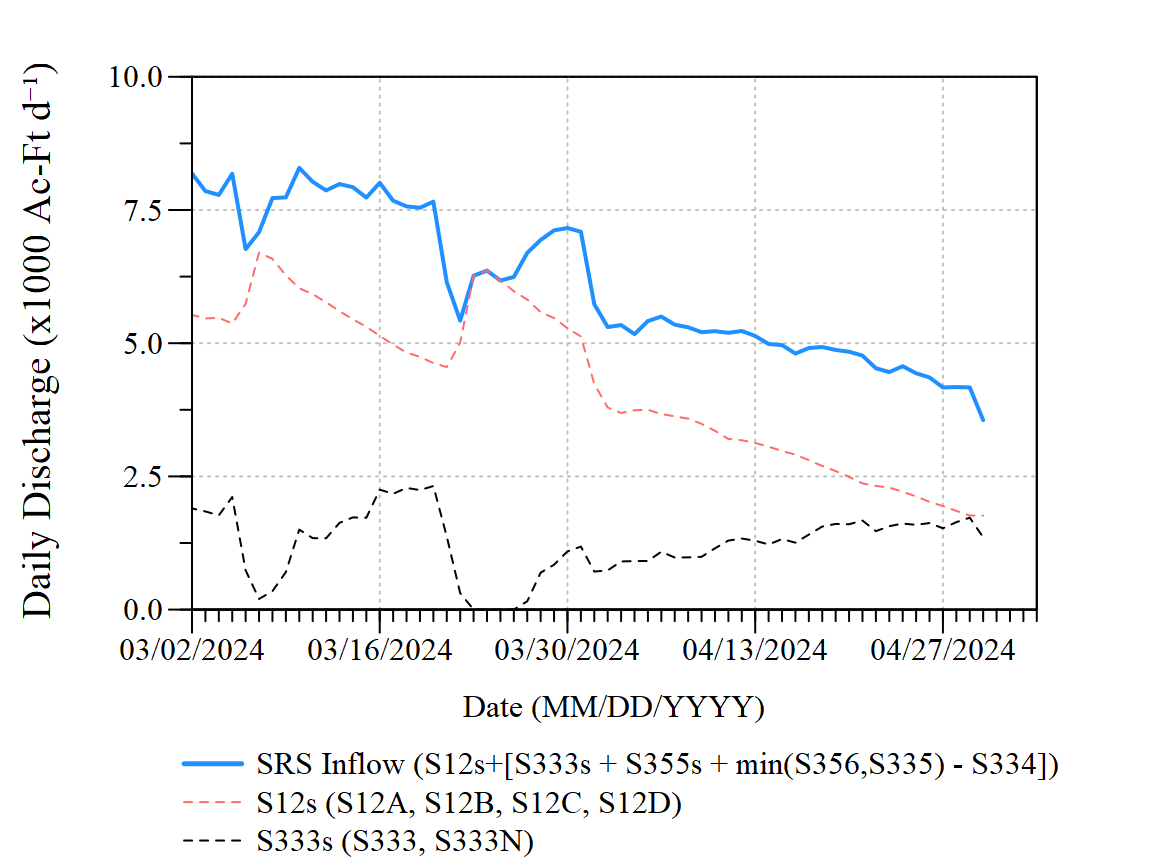 Daily Discharge (x1000 Ac-Ft d⁻¹)
10.0
7.5
5.0
2.5
0.0
03/02/2024 03/16/2024 03/30/2024 04/13/2024 04/27/2024
Date (MM/DD/YYYY)
SRS Inflow (S12s+[S333s + S355s + min(S356,S335) - S334])
S12s (S12A, S12B, S12C, S12D)
S333s (S333, S333N)